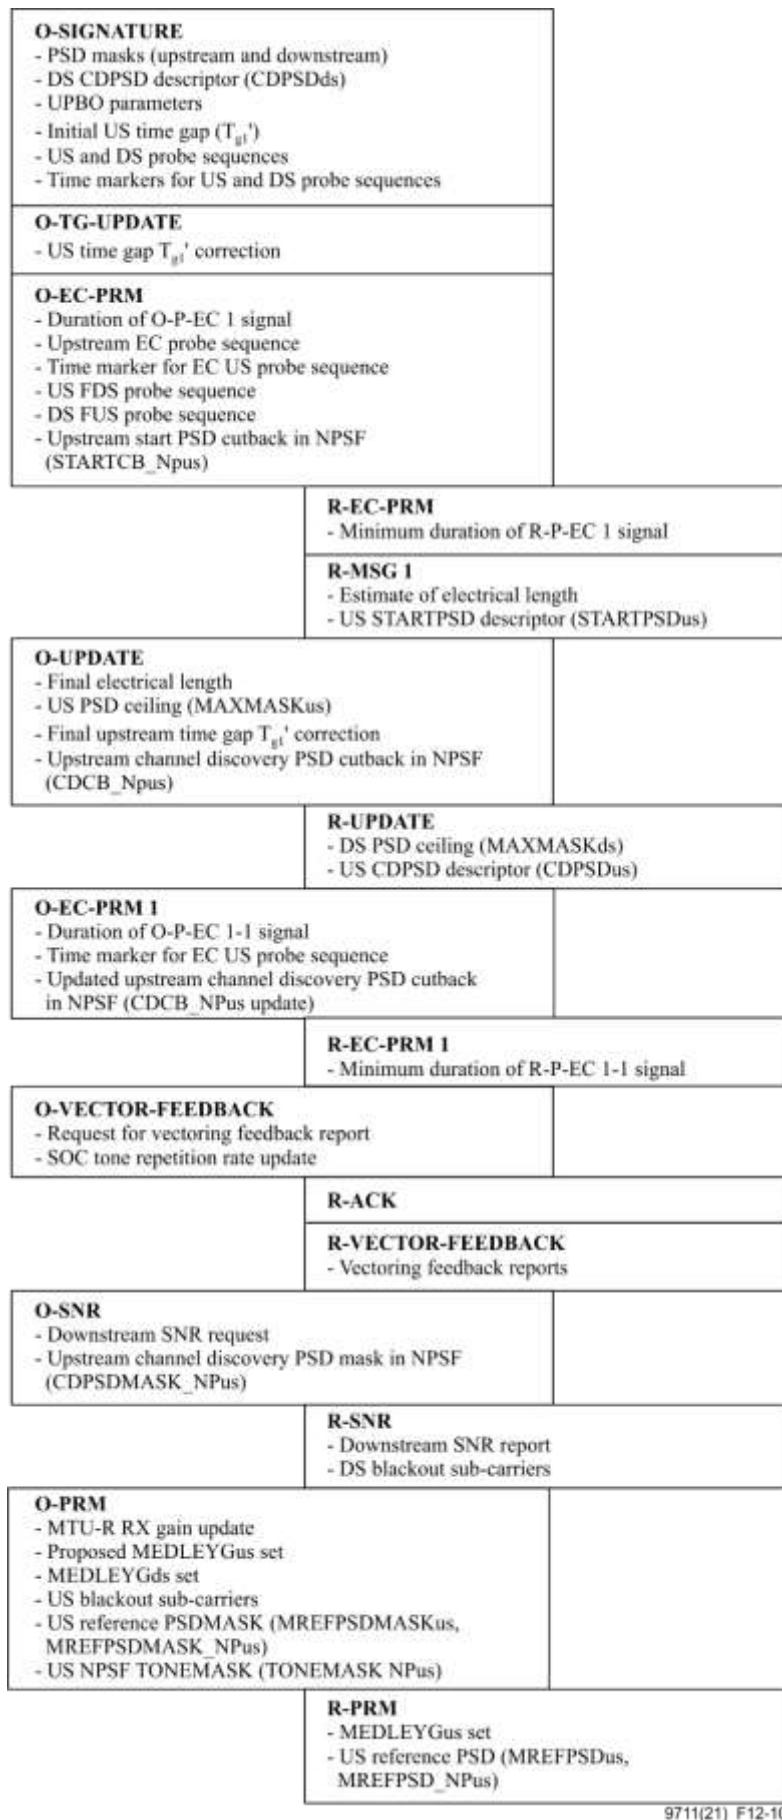 O-SIGNATURE
- PSD masks (upstream and downstream)
- DS CDPSD descriptor (CDPSDds)
- UPBO parameters
- Initial US time gap (Tg1')
- US and DS probe sequences
- Time markers for US and DS probe sequences
O-TG-UPDATE
- US time gap Tg1' correction
O-EC-PRM
- Duration of O-P-EC 1 signal
- Upstream EC probe sequence
- Time marker for EC US probe sequence
- US FDS probe sequence
- DS FUS probe sequence
- Upstream start PSD cutback in NPSF
(STARTCB_Npus)
R-EC-PRM
- Minimum duration of R-P-EC 1 signal
R-MSG 1
- Estimate of electrical length
- US STARTPSD descriptor (STARTPSDus)
O-UPDATE
- Final electrical length
- US PSD ceiling (MAXMASKus)
- Final upstream time gap Tg1' correction
- Upstream channel discovery PSD cutback in NPSF
(CDCB_Npus)
R-UPDATE
- DS PSD ceiling (MAXMASKds)
- US CDPSD descriptor (CDPSDus)
O-EC-PRM 1
- Duration of O-P-EC 1-1 signal
- Time marker for EC US probe sequence
- Updated upstream channel discovery PSD cutback
in NPSF (CDCB_NPus update)
R-EC-PRM 1
- Minimum duration of R-P-EC 1-1 signal
O-VECTOR-FEEDBACK
- Request for vectoring feedback report
- SOC tone repetition rate update
R-ACK
R-VECTOR-FEEDBACK
- Vectoring feedback reports
O-SNR
- Downstream SNR request
- Upstream channel discovery PSD mask in NPSF
(CDPSDMASK_NPus)
R-SNR
- Downstream SNR report
- DS blackout sub-carriers
O-PRM
- MTU-R RX gain update
- Proposed MEDLEYGus set
- MEDLEYGds set
- US blackout sub-carriers
- US reference PSDMASK (MREFPSDMASKus,
MREFPSDMASK_NPus)
- US NPSF TONEMASK (TONEMASK NPus)
R-PRM
- MEDLEYGus set
- US reference PSD (MREFPSDus,
MREFPSD_NPus)
9711(21)_F12-10